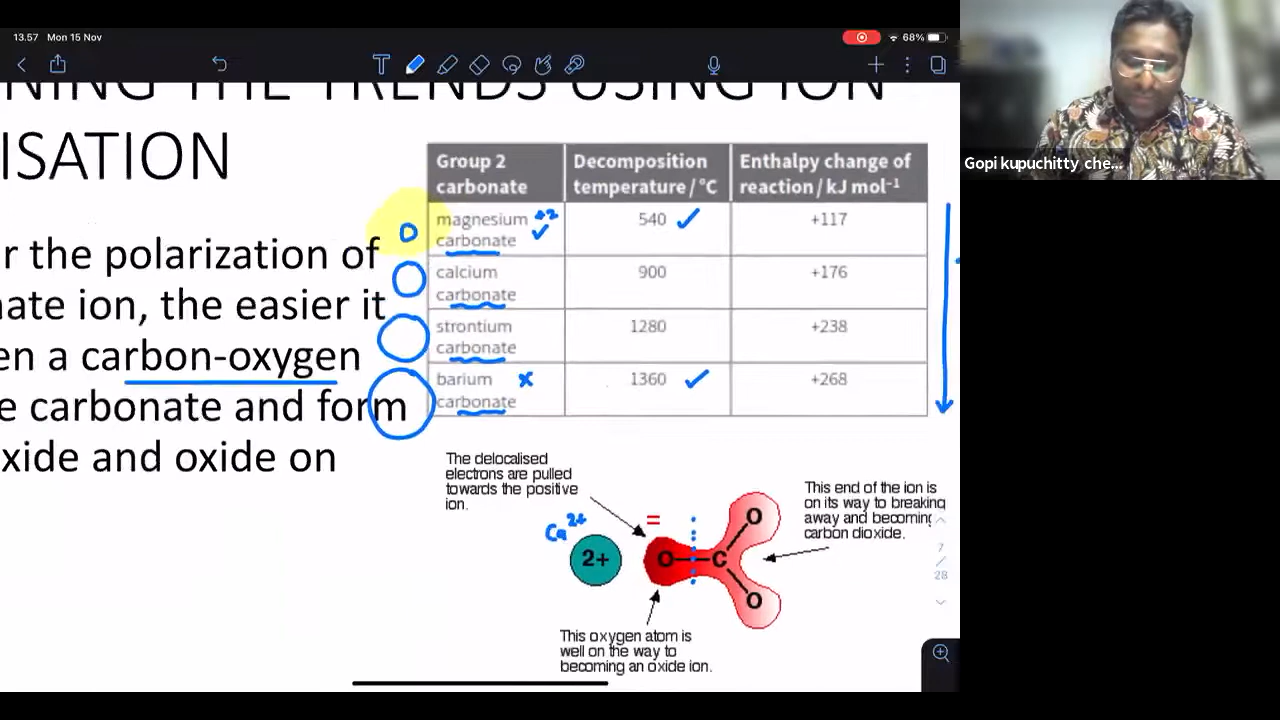 13.57 Mon 15 Nov
68%
NING THE TRENDS USING ION
ISATION
r the polarization of
nate ion, the easier it
en a carbon-oxygen
e carbonate and form
xide and oxide on
Group 2 carbonate
Decomposition temperature / °C
Enthalpy change of reaction / kJ mol⁻¹
magnesium +2
carbonate
540
+117
calcium
carbonate
900
+176
strontium
carbonate
1280
+238
barium
carbonate
1360
+268
The delocalised
electrons are pulled
towards the positive
ion.
This end of the ion is
on its way to breaking
away and becoming
carbon dioxide.
Ca 2+
2+
=
O
O C
O
This oxygen atom is
well on the way to
becoming an oxide ion.
7
/
28
Gopi kupuchitty che...